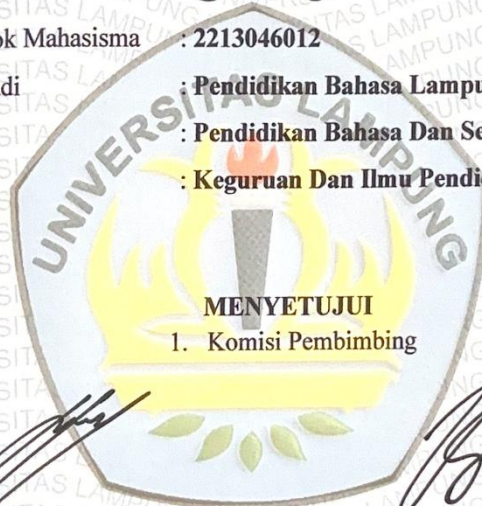 ok Mahasisma : 2213046012
di : Pendidikan Bahasa Lampu
: Pendidikan Bahasa Dan Se
: Keguruan Dan Ilmu Pendi
UNIVERSITAS LAMPUNG
MENYETUJUI
1. Komisi Pembimbing